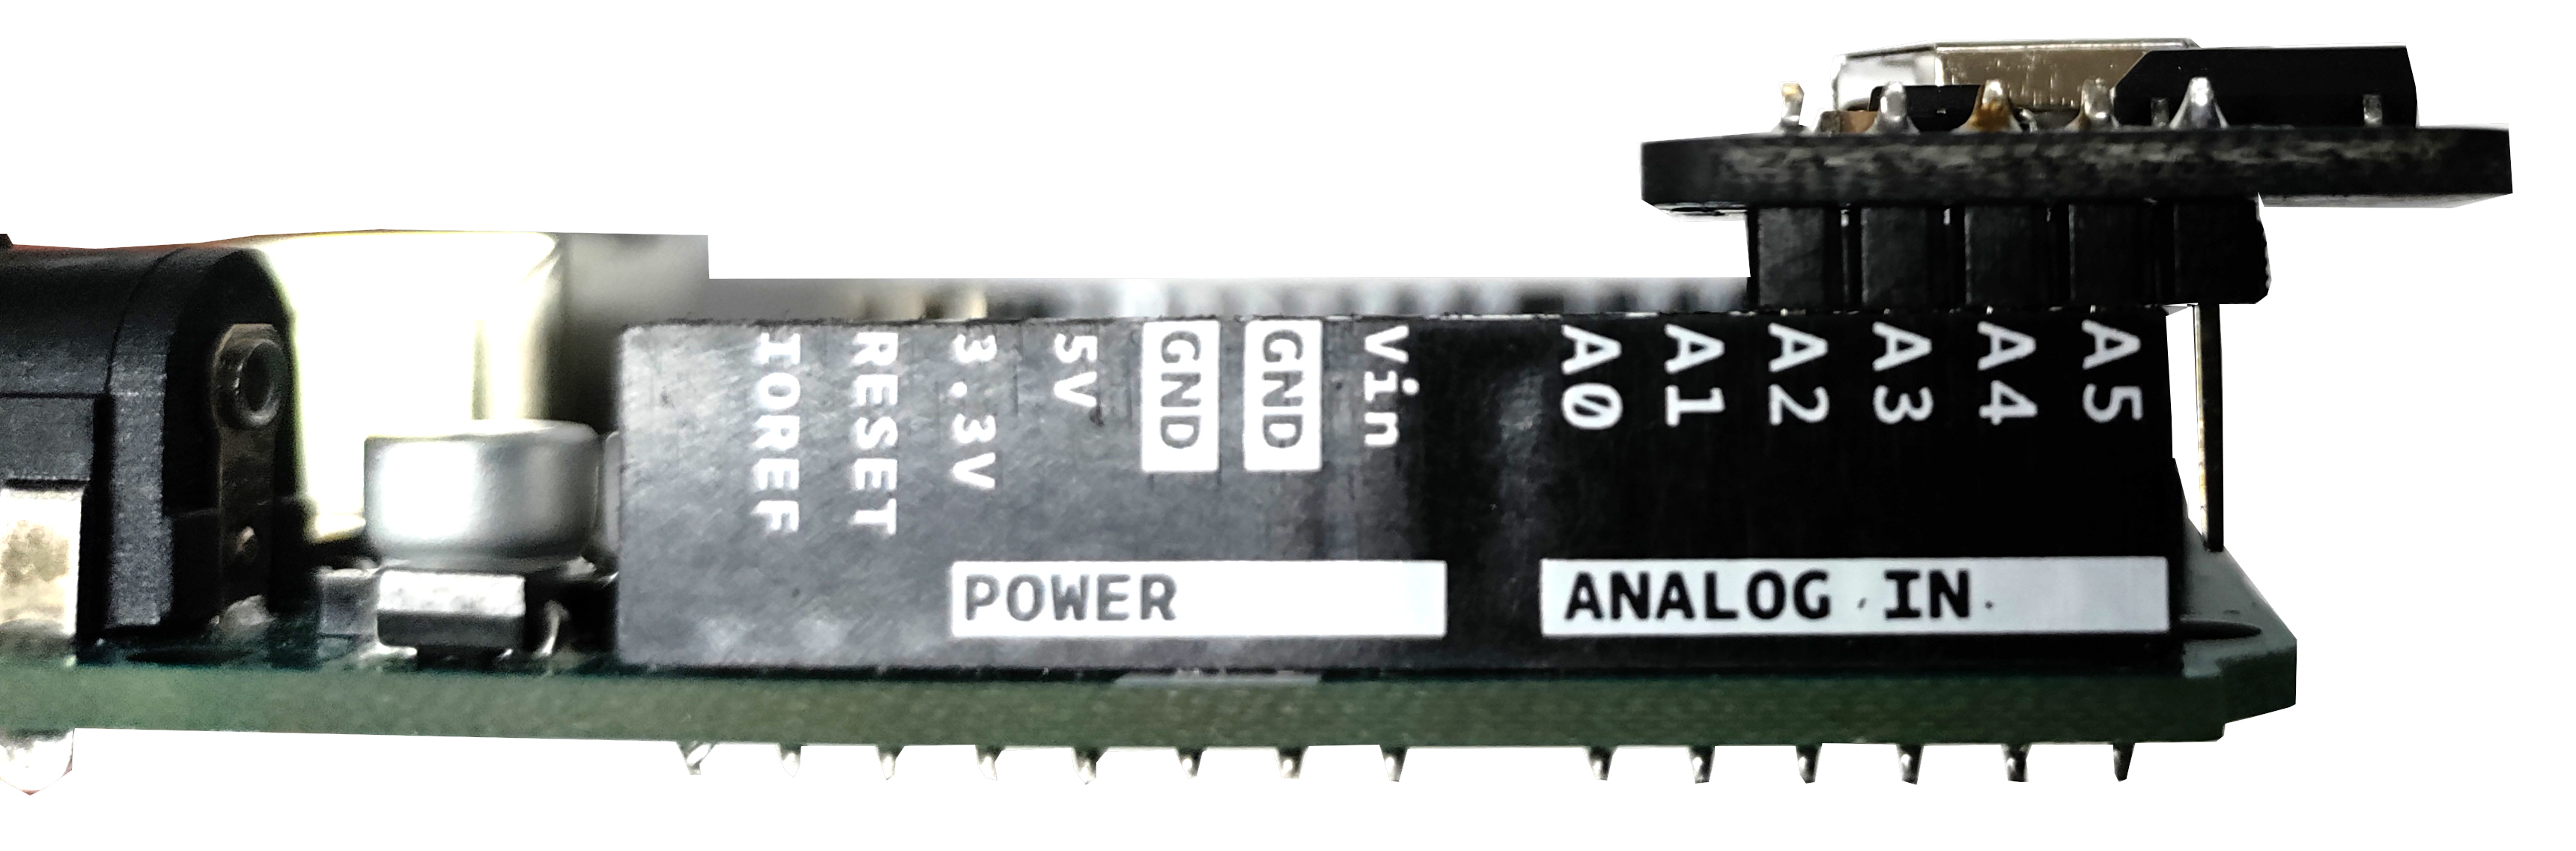 IOREF
RESET
3.3V
5V
GND
GND
Vin
A0
A1
A2
A3
A4
A5
POWER
ANALOG IN